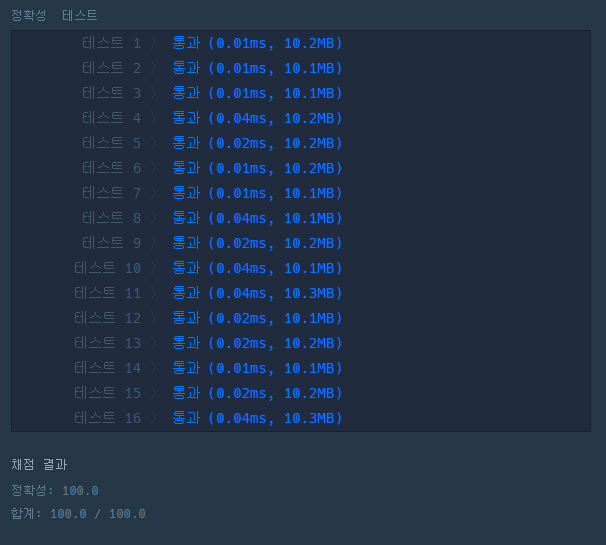 정확성  테스트
테스트 1 〉 통과 (0.01ms, 10.2MB)
테스트 2 〉 통과 (0.01ms, 10.1MB)
테스트 3 〉 통과 (0.01ms, 10.1MB)
테스트 4 〉 통과 (0.04ms, 10.2MB)
테스트 5 〉 통과 (0.02ms, 10.2MB)
테스트 6 〉 통과 (0.01ms, 10.2MB)
테스트 7 〉 통과 (0.01ms, 10.1MB)
테스트 8 〉 통과 (0.04ms, 10.1MB)
테스트 9 〉 통과 (0.02ms, 10.2MB)
테스트 10 〉 통과 (0.04ms, 10.1MB)
테스트 11 〉 통과 (0.04ms, 10.3MB)
테스트 12 〉 통과 (0.02ms, 10.1MB)
테스트 13 〉 통과 (0.02ms, 10.2MB)
테스트 14 〉 통과 (0.01ms, 10.1MB)
테스트 15 〉 통과 (0.02ms, 10.2MB)
테스트 16 〉 통과 (0.04ms, 10.3MB)
채점 결과
정확성: 100.0
합계: 100.0 / 100.0